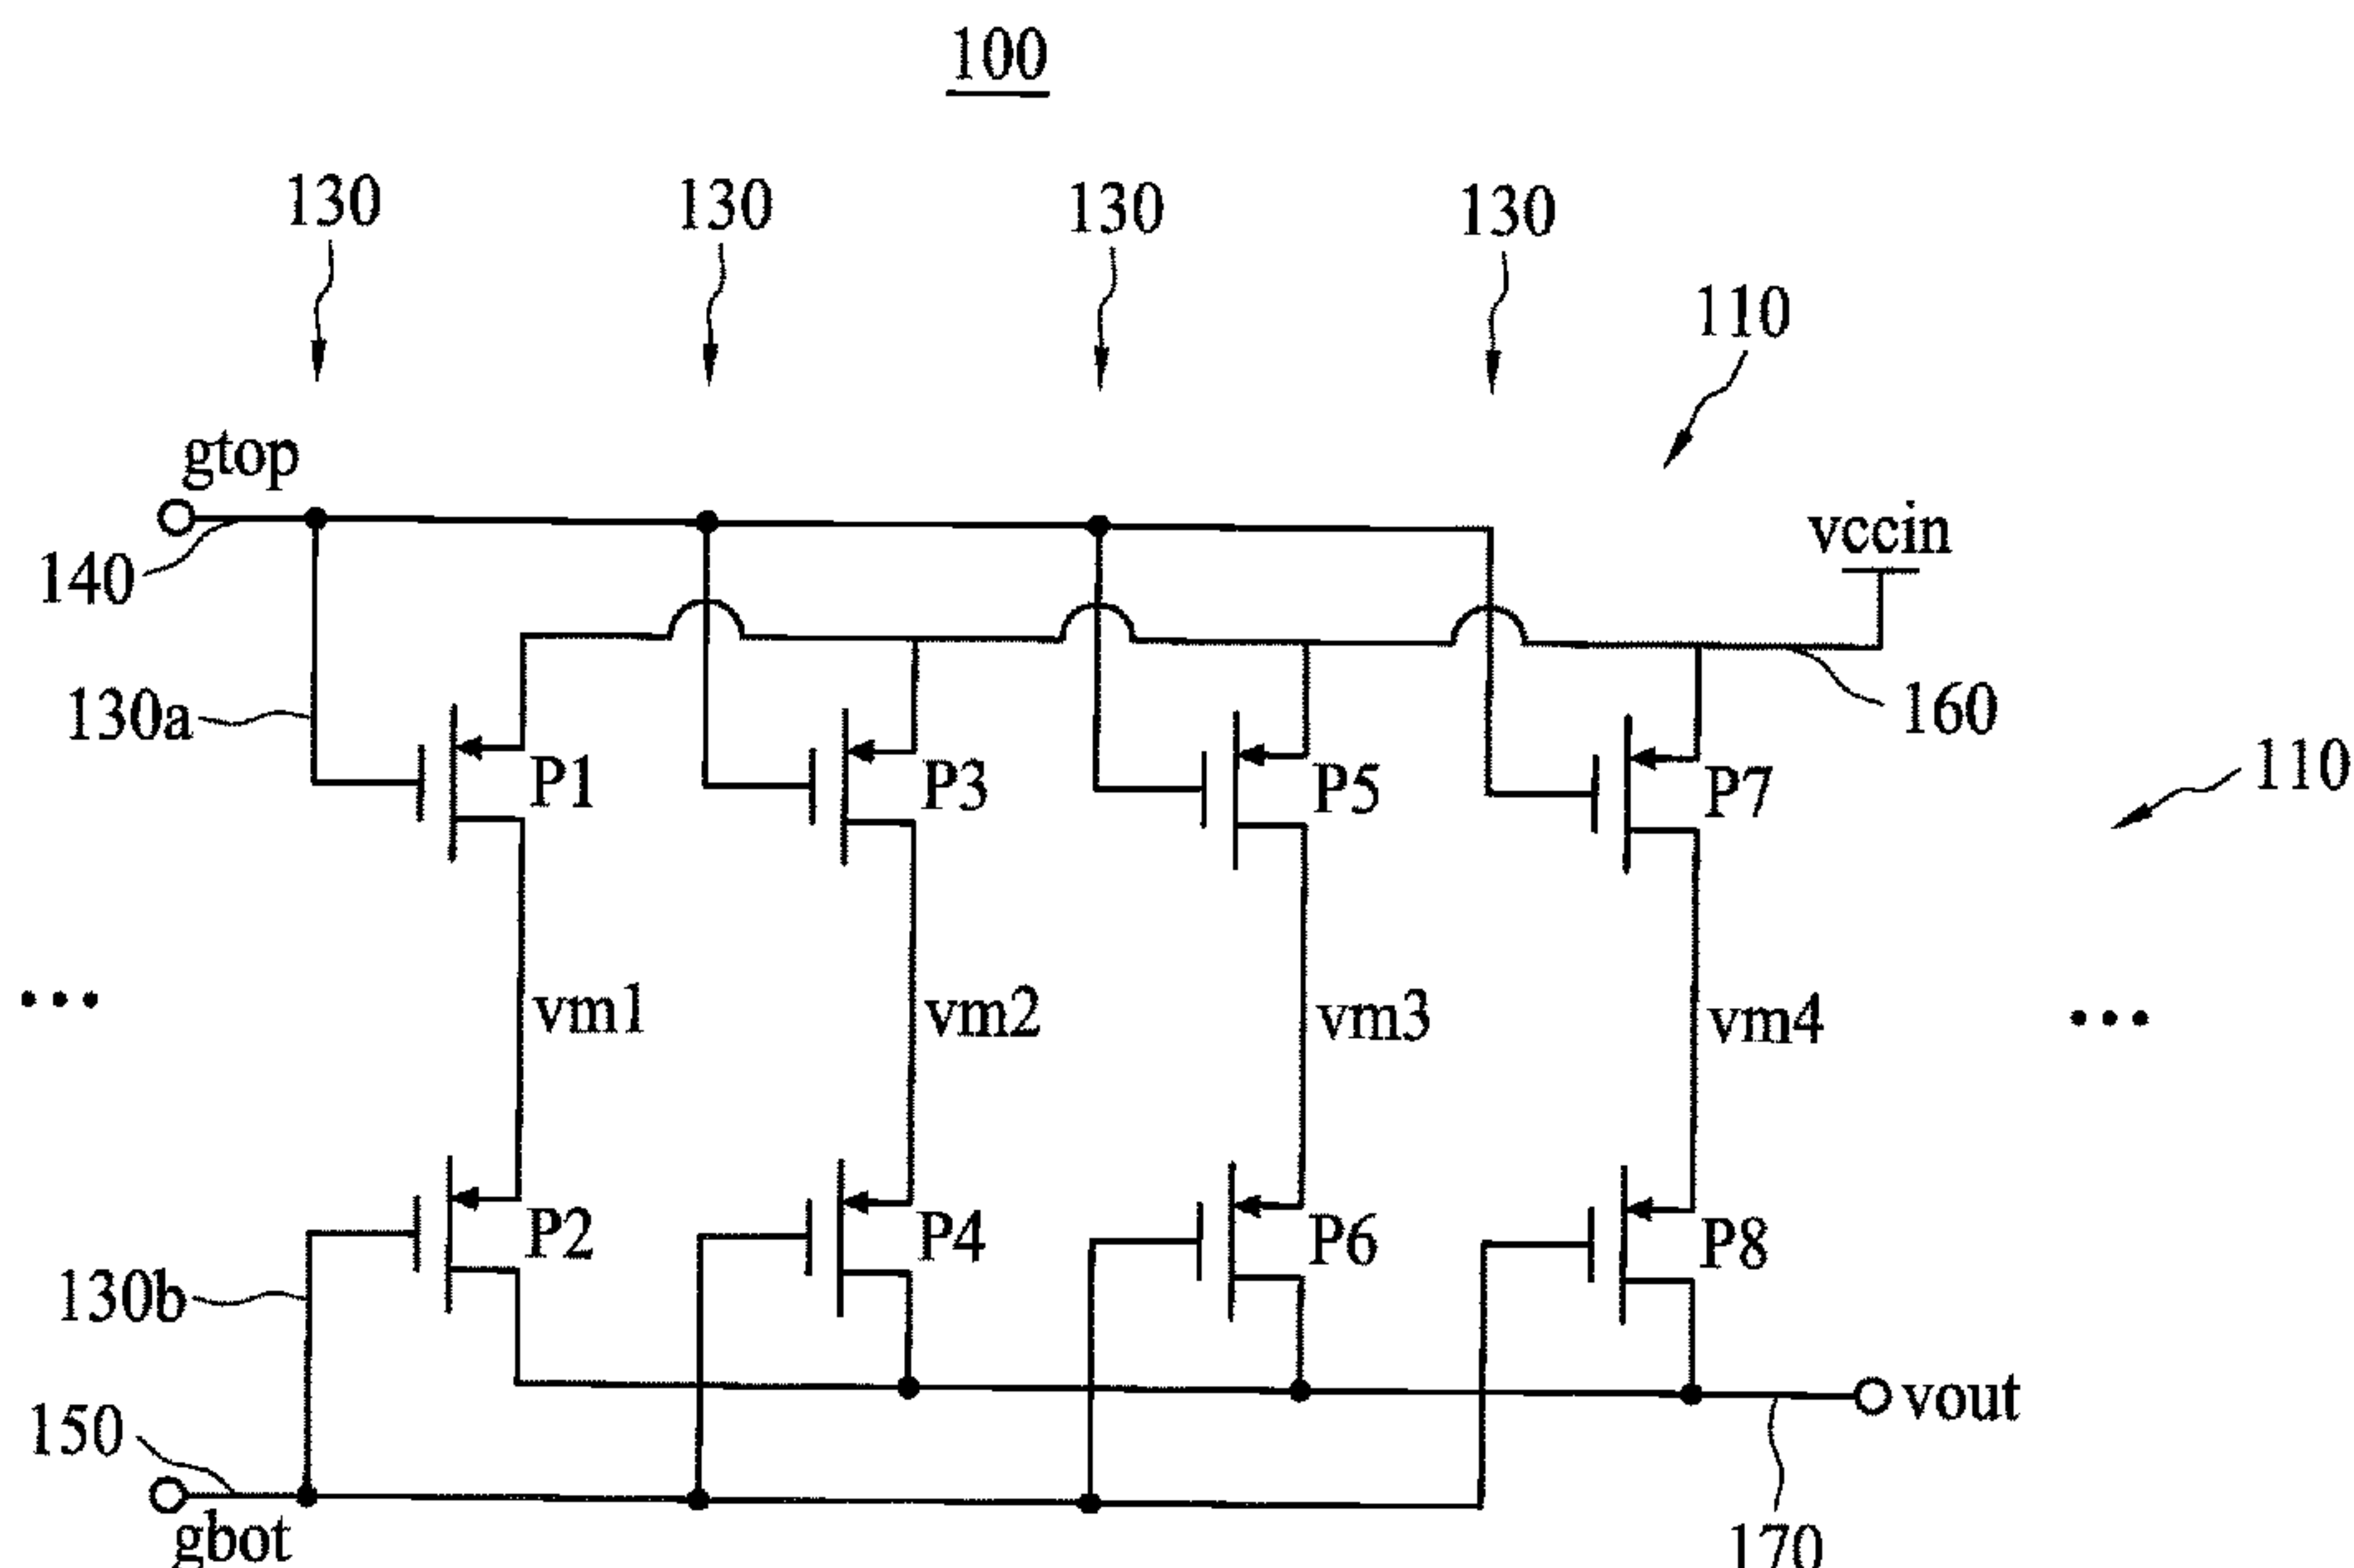 100
130 130 130 130
110
gtop
vccin
140
130a
160
P1 P3 P5 P7
110
vm1 vm2 vm3 vm4
P2 P4 P6 P8
130b
vout
150
gbot
170